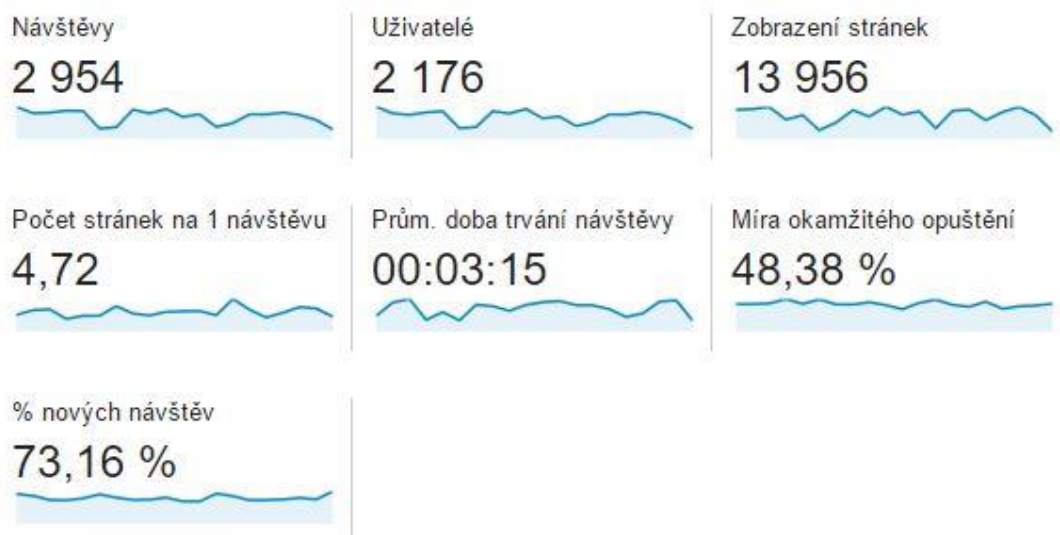 Návštěvy
2 954
Uživatelé
2 176
Zobrazení stránek
13 956
Počet stránek na 1 návštěvu
4,72
Prům. doba trvání návštěvy
00:03:15
Míra okamžitého opuštění
48,38 %
% nových návštěv
73,16 %